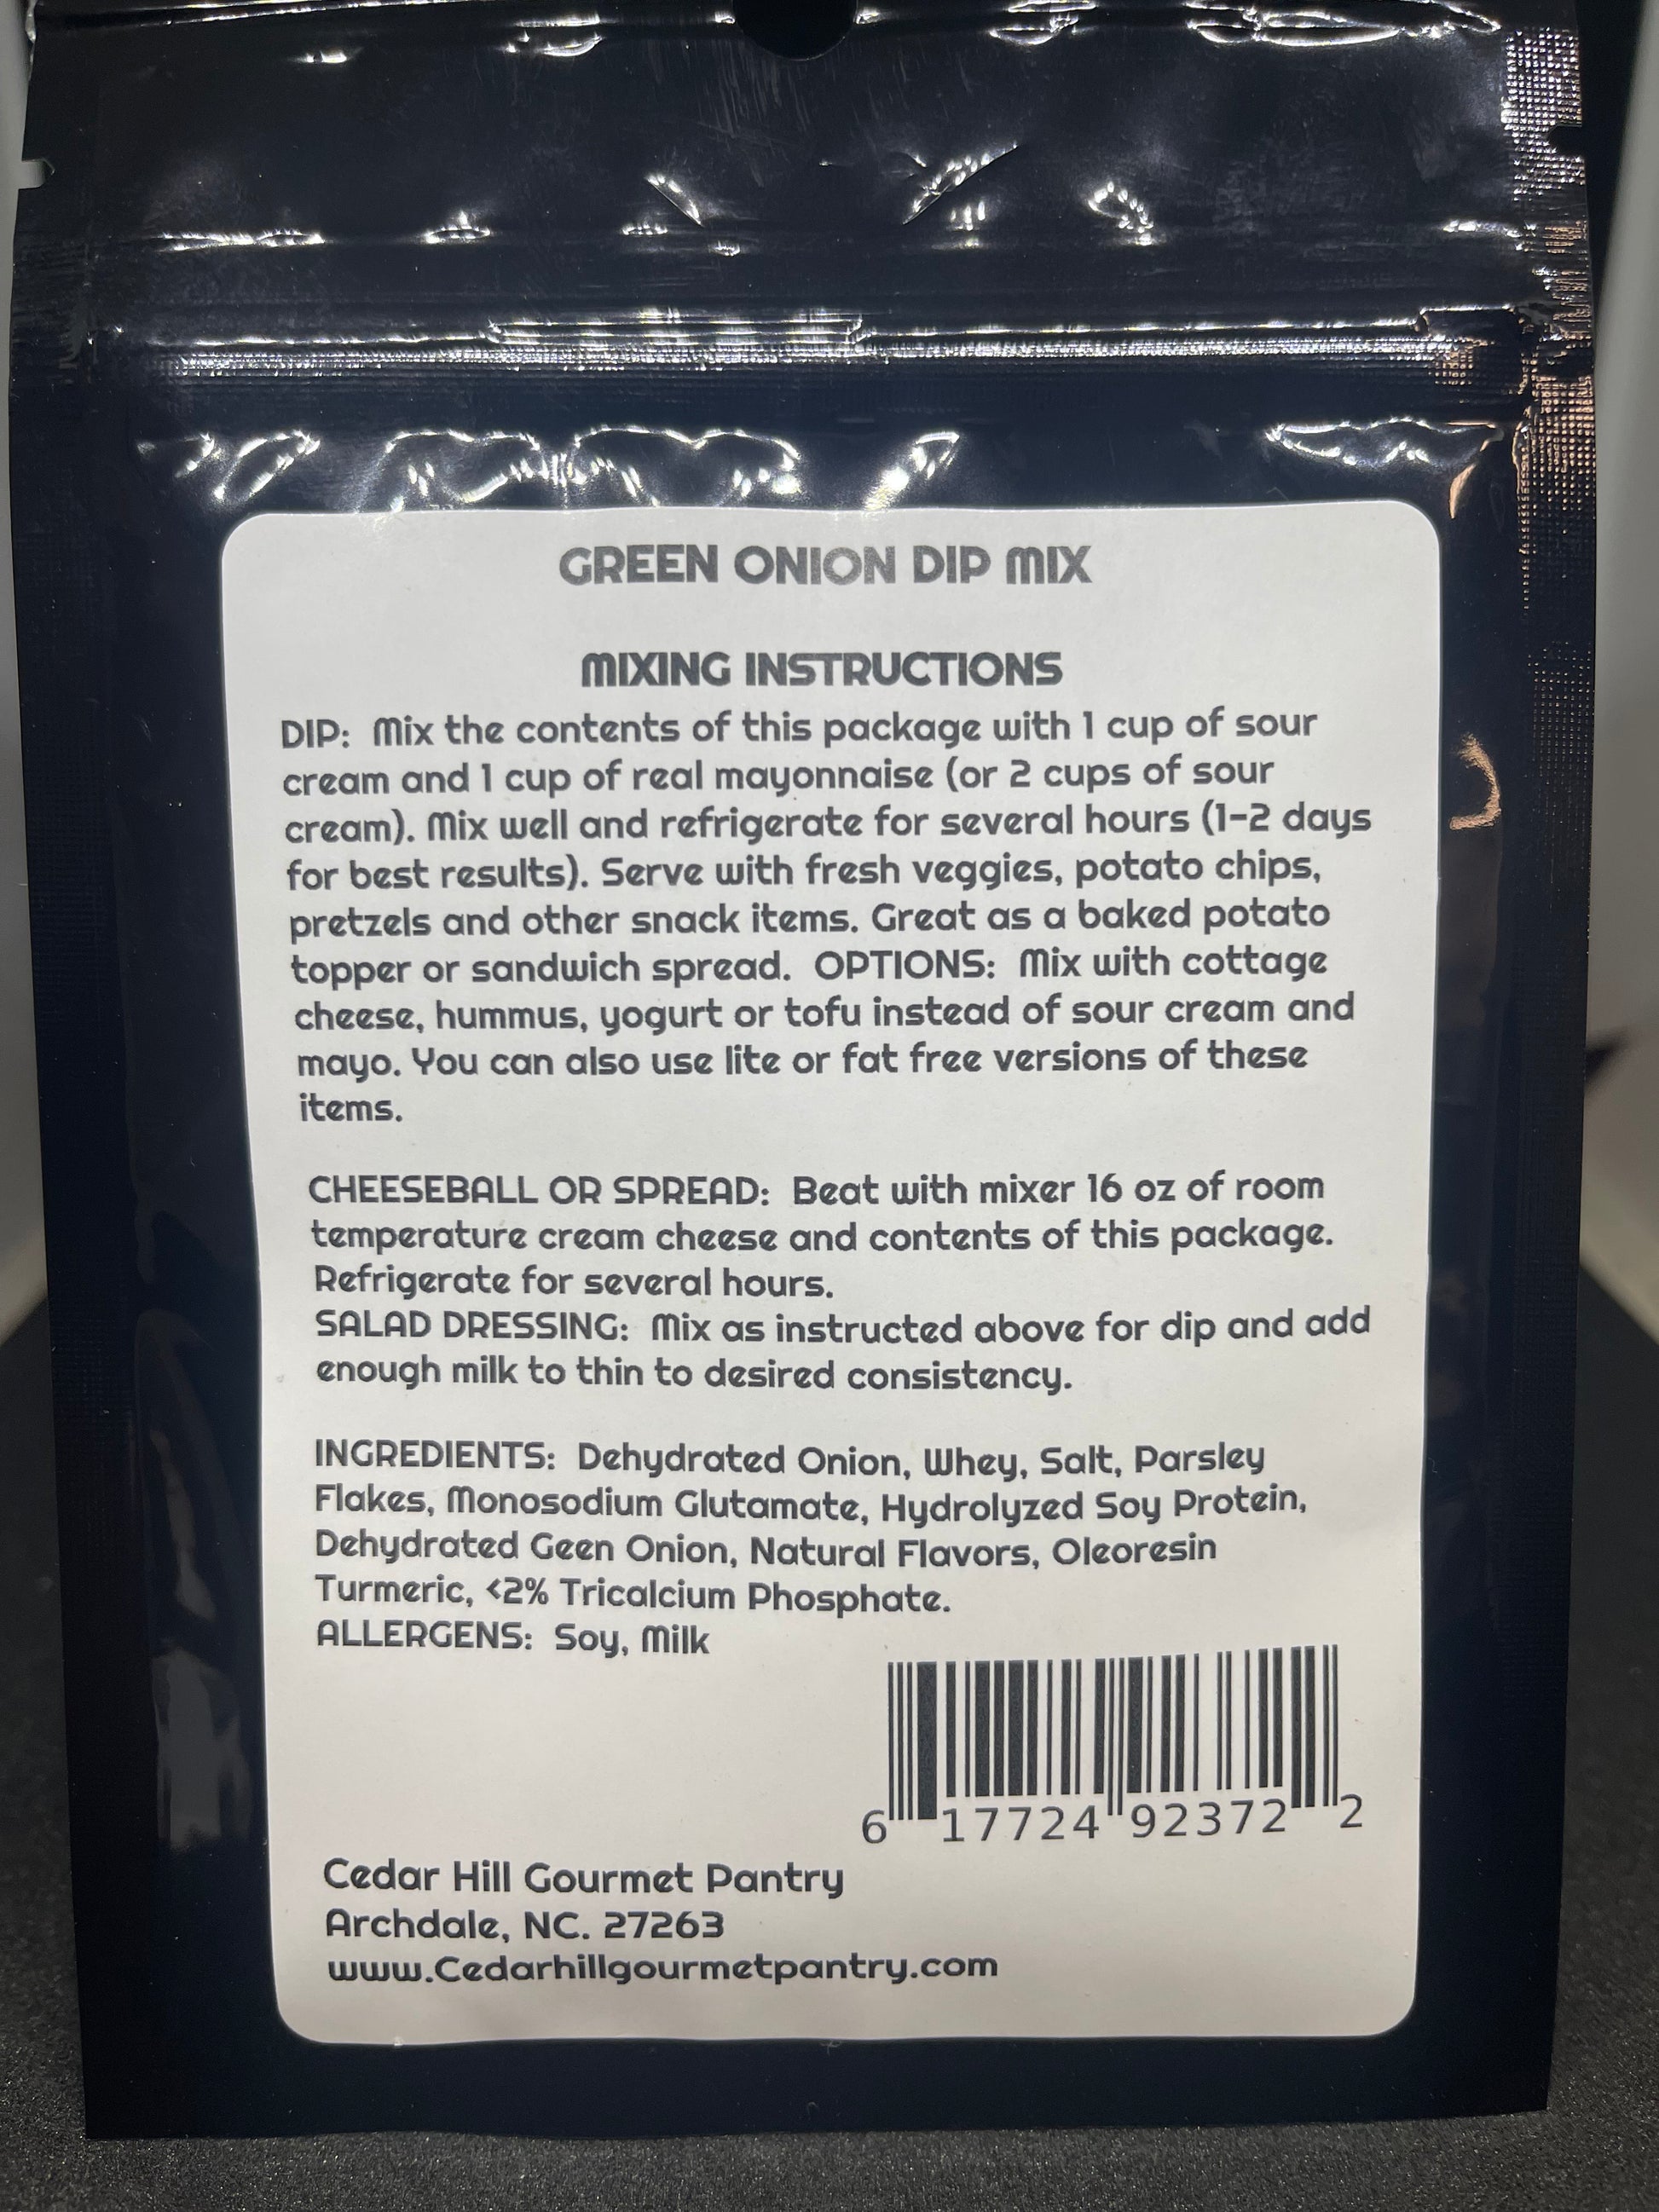 GREEN ONION DIP MIX
MIXING INSTRUCTIONS
DIP: Mix the contents of this package with 1 cup of sour
cream and 1 cup of real mayonnaise (or 2 cups of sour
cream). Mix well and refrigerate for several hours (1-2 days
for best results). Serve with fresh veggies, potato chips,
pretzels and other snack items. Great as a baked potato
topper or sandwich spread. OPTIONS: Mix with cottage
cheese, hummus, yogurt or tofu instead of sour cream and
mayo. You can also use lite or fat free versions of these
items.
CHEESEBALL OR SPREAD: Beat with mixer 16 oz of room
temperature cream cheese and contents of this package.
Refrigerate for several hours.
SALAD DRESSING: Mix as instructed above for dip and add
enough milk to thin to desired consistency.
INGREDIENTS: Dehydrated Onion, Whey, Salt, Parsley
Flakes, Monosodium Glutamate, Hydrolyzed Soy Protein,
Dehydrated Geen Onion, Natural Flavors, Oleoresin
Turmeric, <2% Tricalcium Phosphate.
ALLERGENS: Soy, Milk
6 17724 92372 2
Cedar Hill Gourmet Pantry
Archdale, NC. 27263
www.Cedarhillgourmetpantry.com